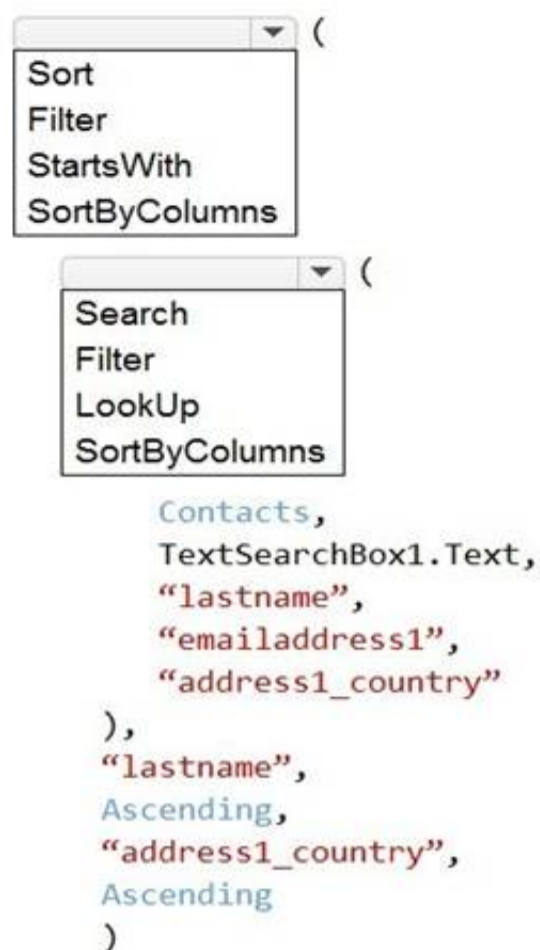 (
Sort
Filter
StartsWith
SortByColumns
(
Search
Filter
LookUp
SortByColumns
Contacts,
TextSearchBox1.Text,
“lastname”,
“emailaddress1”,
“address1_country”
),
“lastname”,
Ascending,
“address1_country”,
Ascending
)